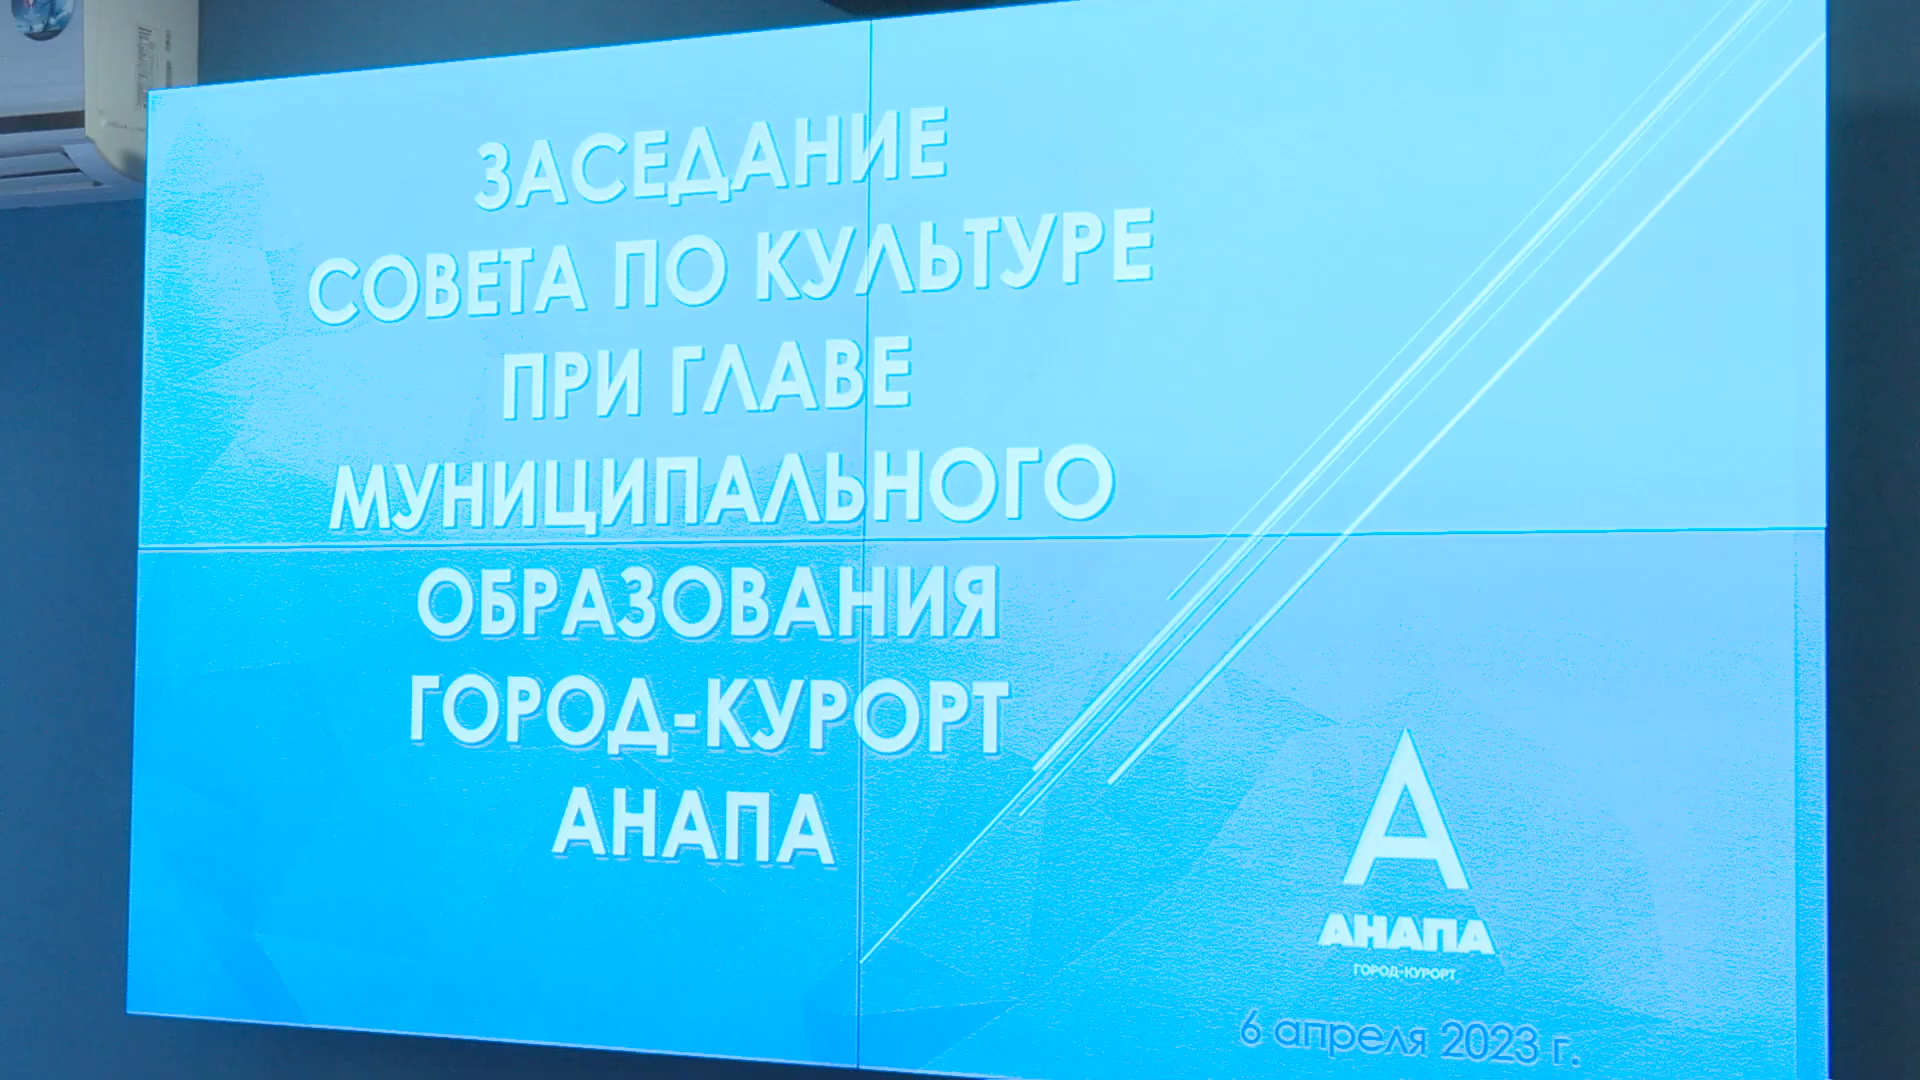 ЗАСЕДАНИЕ
СОВЕТА ПО КУЛЬТУРЕ
ПРИ ГЛАВЕ
МУНИЦИПАЛЬНОГО
ОБРАЗОВАНИЯ
ГОРОД-КУРОРТ
АНАПА
А
АНАПА
ГОРОД-КУРОРТ
6 апреля 2023 г.